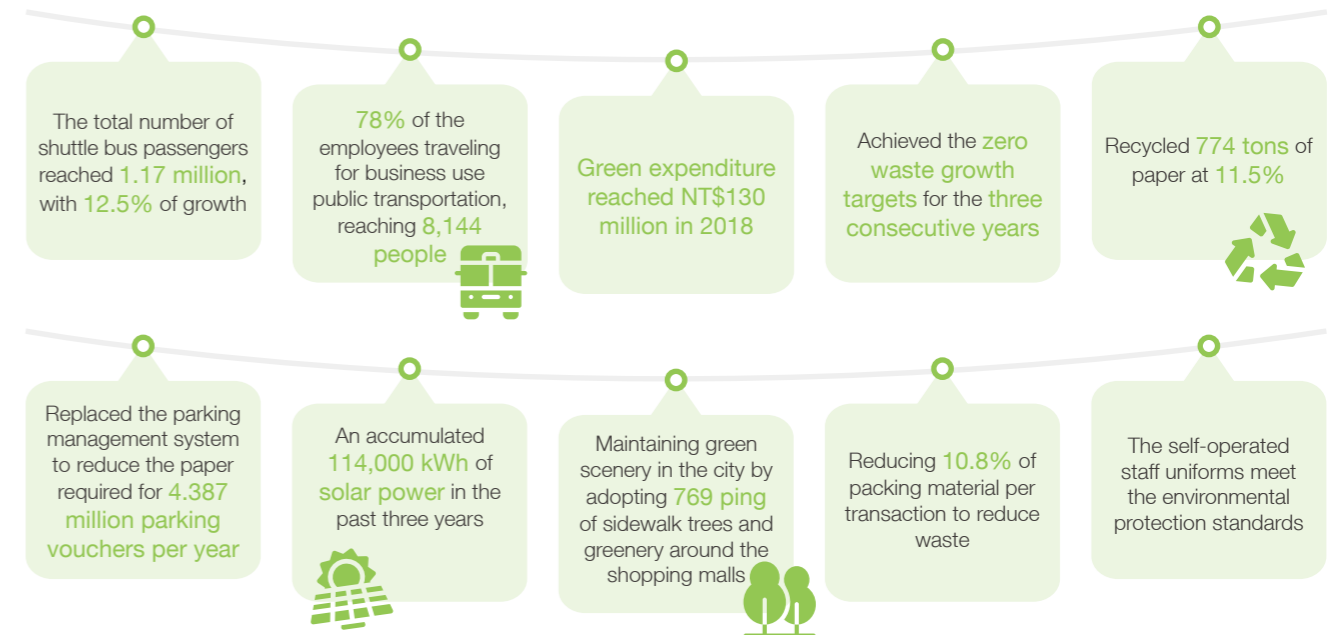 The total number of
shuttle bus passengers
reached 1.17 million,
with 12.5% of growth
78% of the
employees traveling
for business use
public transportation,
reaching 8,144
people
Green expenditure
reached NT$130
million in 2018
Achieved the zero
waste growth
targets for the three
consecutive years
Recycled 774 tons of
paper at 11.5%
Replaced the parking
management system
to reduce the paper
required for 4.387
million parking
vouchers per year
An accumulated
114,000 kWh of
solar power in the
past three years
Maintaining green
scenery in the city by
adopting 769 ping
of sidewalk trees and
greenery around the
shopping malls
Reducing 10.8% of
packing material per
transaction to reduce
waste
The self-operated
staff uniforms meet
the environmental
protection standards